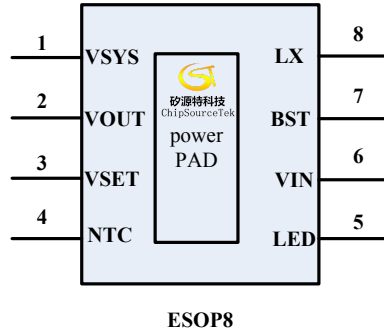 1
VSYS
2
VOUT
3
VSET
4
NTC
矽源特科技
ChipSourceTek
power
PAD
8
LX
7
BST
6
VIN
5
LED
ESOP8